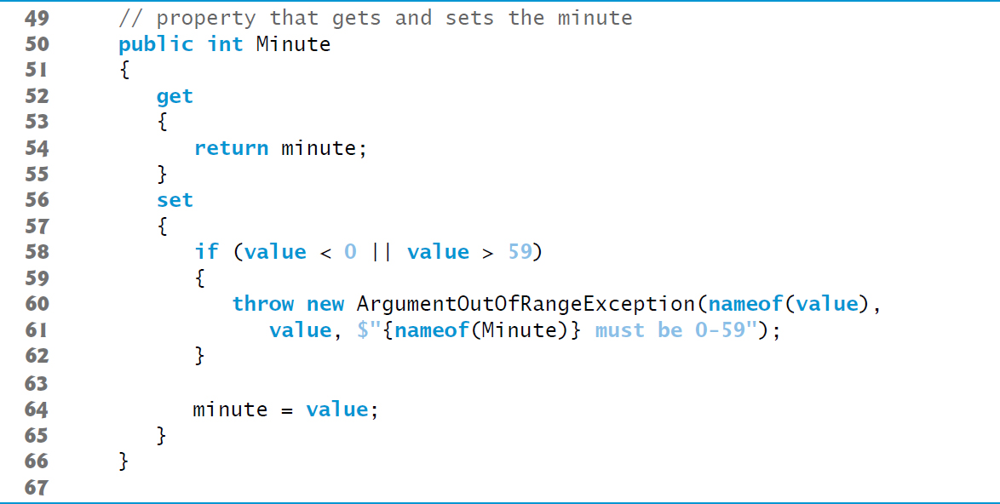 49 // property that gets and sets the minute
50 public int Minute
51 {
52 get
53 {
54 return minute;
55 }
56 set
57 {
58 if (value < 0 || value > 59)
59 {
60 throw new ArgumentOutOfRangeException(nameof(value),
61 value, $"{nameof(Minute)} must be 0-59");
62 }
63
64 minute = value;
65 }
66 }
67